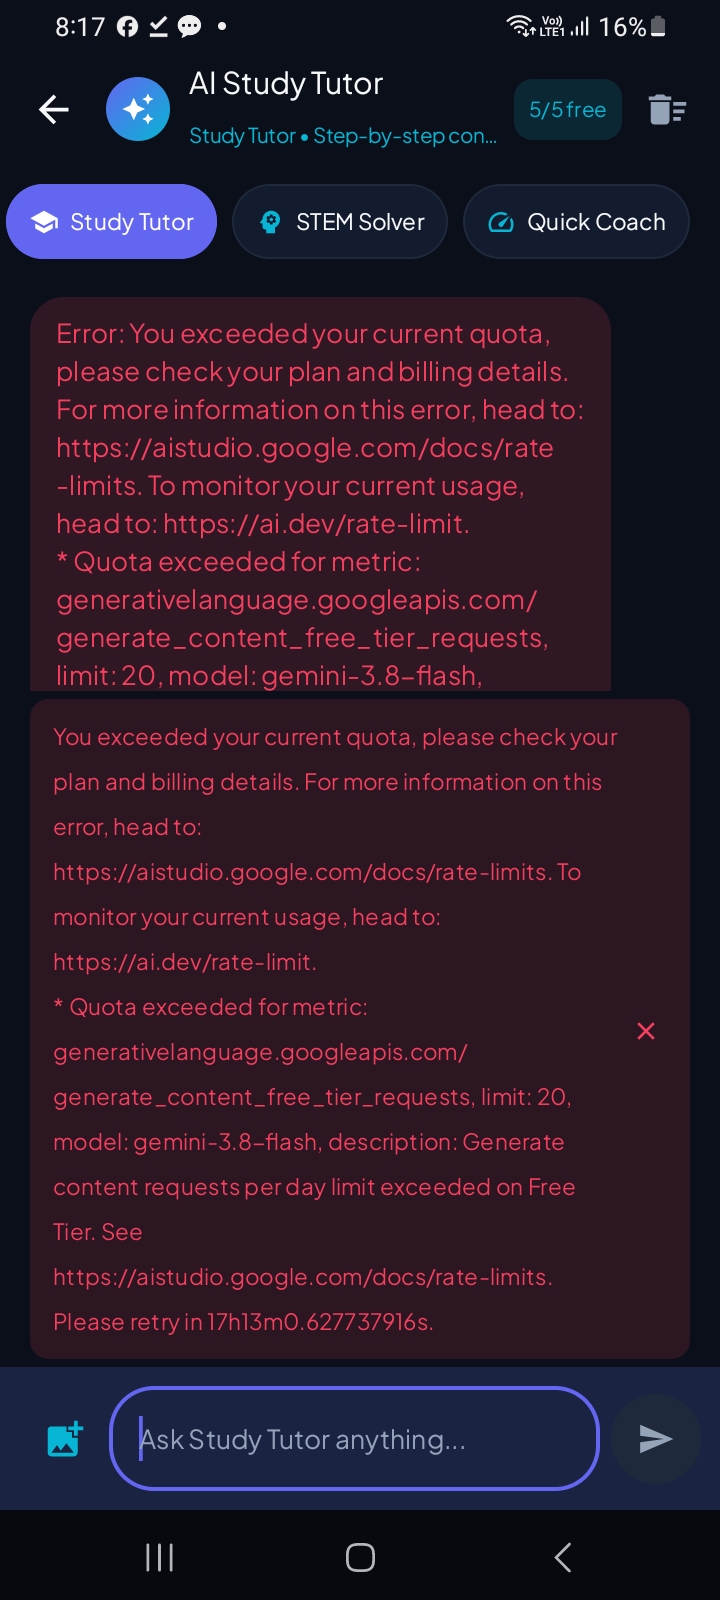 8:17
Vo))
LTE1
16%
AI Study Tutor
Study Tutor • Step-by-step con...
5/5 free
Study Tutor
STEM Solver
Quick Coach
Error: You exceeded your current quota,
please check your plan and billing details.
For more information on this error, head to:
https://aistudio.google.com/docs/rate
-limits. To monitor your current usage,
head to: https://ai.dev/rate-limit.
* Quota exceeded for metric:
generativelanguage.googleapis.com/
generate_content_free_tier_requests,
limit: 20, model: gemini-3.8-flash,
You exceeded your current quota, please check your
plan and billing details. For more information on this
error, head to:
https://aistudio.google.com/docs/rate-limits. To
monitor your current usage, head to:
https://ai.dev/rate-limit.
* Quota exceeded for metric:
generativelanguage.googleapis.com/
generate_content_free_tier_requests, limit: 20,
model: gemini-3.8-flash, description: Generate
content requests per day limit exceeded on Free
Tier. See
https://aistudio.google.com/docs/rate-limits.
Please retry in 17h13m0.627737916s.
Ask Study Tutor anything...